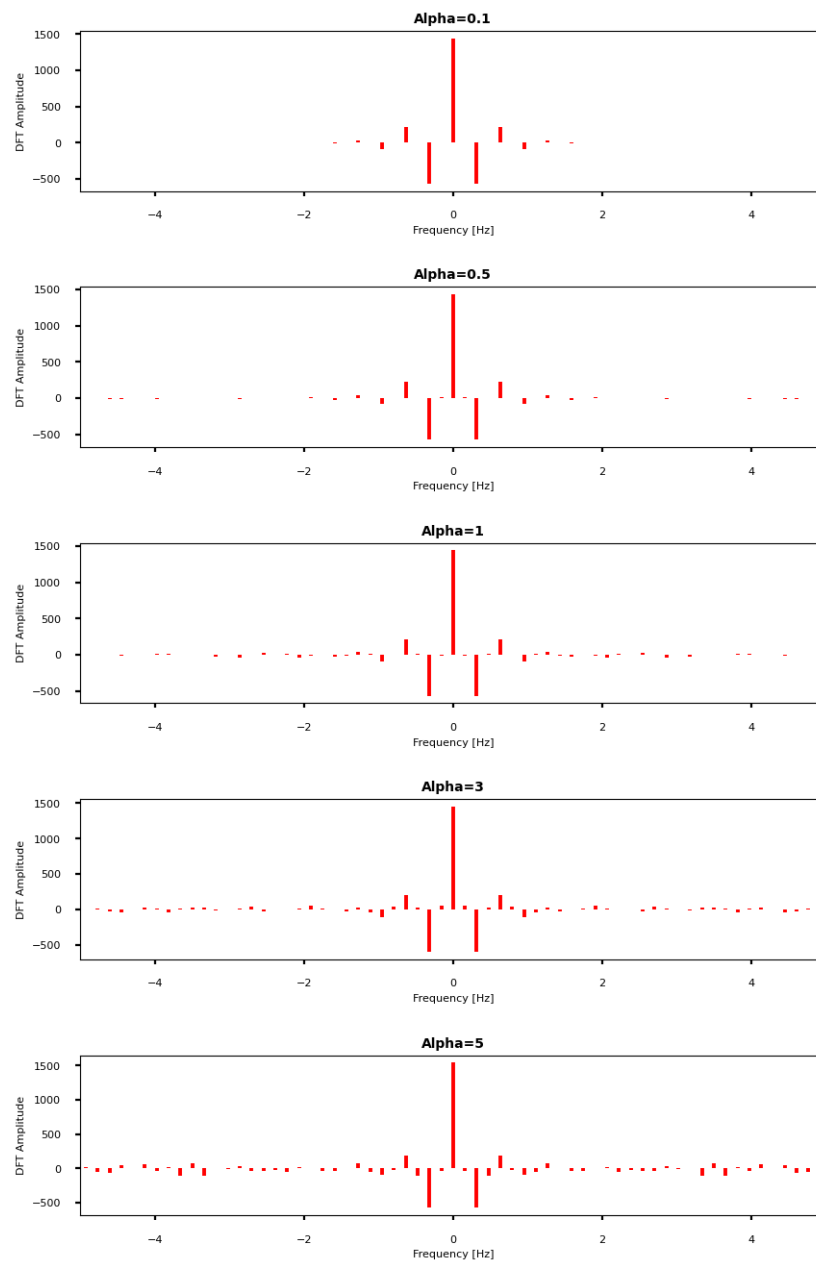 Alpha=0.1
1500
1000
500
0
−500
DFT Amplitude
−4 −2 0 2 4
Frequency [Hz]
Alpha=0.5
1500
1000
500
0
−500
DFT Amplitude
−4 −2 0 2 4
Frequency [Hz]
Alpha=1
1500
1000
500
0
−500
DFT Amplitude
−4 −2 0 2 4
Frequency [Hz]
Alpha=3
1500
1000
500
0
−500
DFT Amplitude
−4 −2 0 2 4
Frequency [Hz]
Alpha=5
1500
1000
500
0
−500
DFT Amplitude
−4 −2 0 2 4
Frequency [Hz]